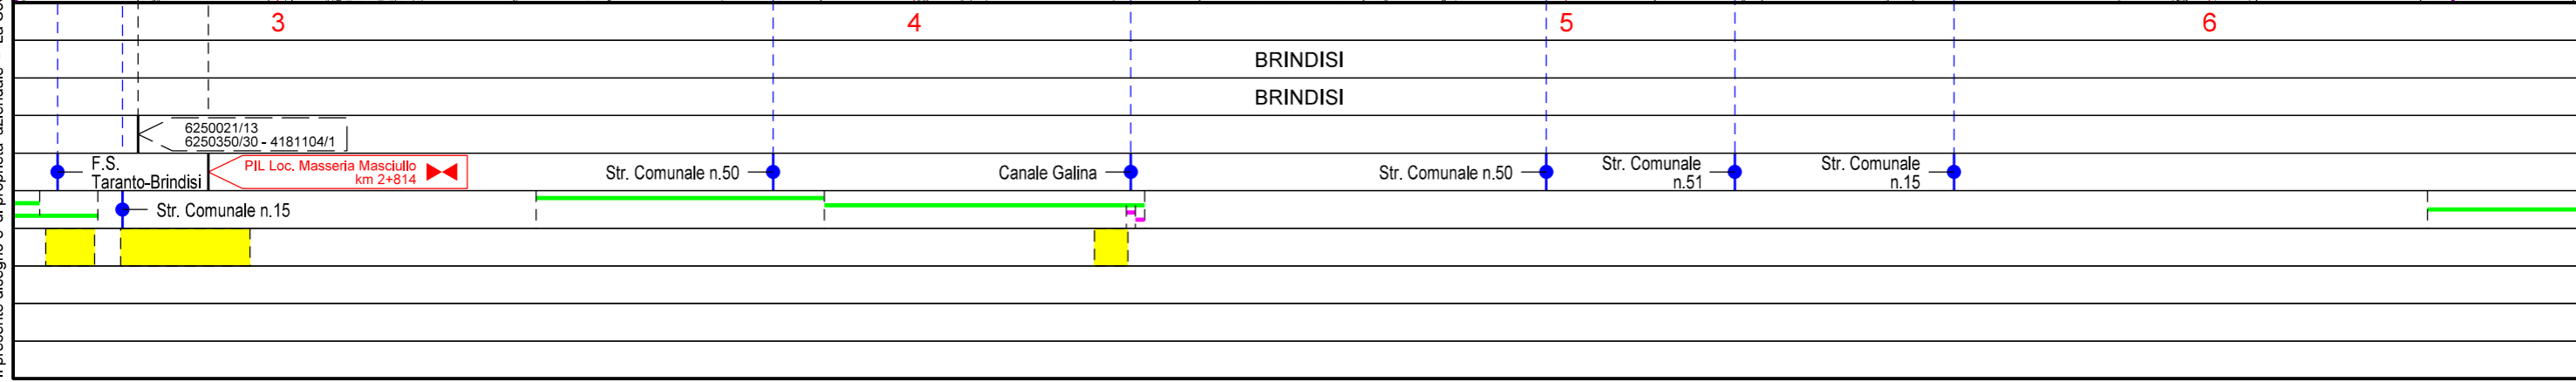 3 4 5 6
BRINDISI
BRINDISI
6250021/13
6250350/30 - 4181104/1
F.S.
Taranto-Brindisi
PIL Loc. Masseria Masciullo
km 2+814
Str. Comunale n.50
Canale Galina
Str. Comunale n.50
Str. Comunale
n.51
Str. Comunale
n.15
Str. Comunale n.15